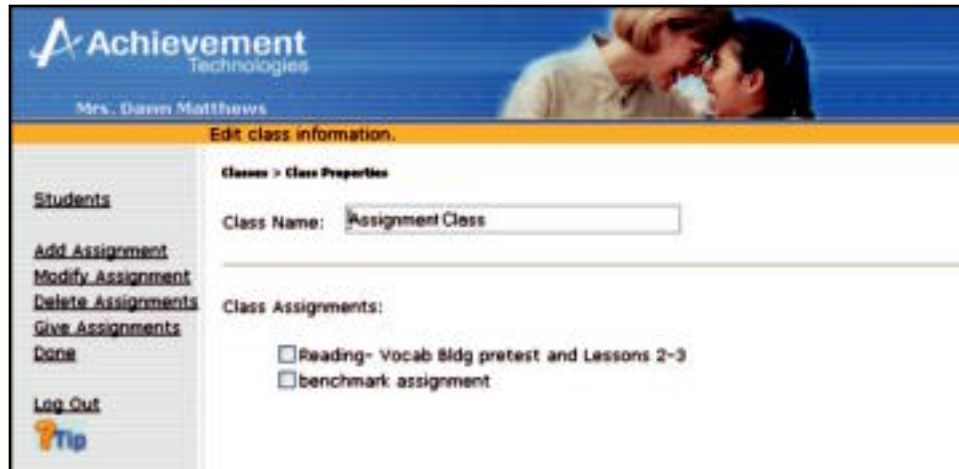 Achievement
Technologies
Mrs. Dawn Matthews
Edit class information.
Classes > Class Properties
Students
Class Name: Assignment Class
Add Assignment
Modify Assignment
Delete Assignments
Give Assignments
Done
Class Assignments:
Reading- Vocab Bldg pretest and Lessons 2-3
benchmark assignment
Log Out
?Tip